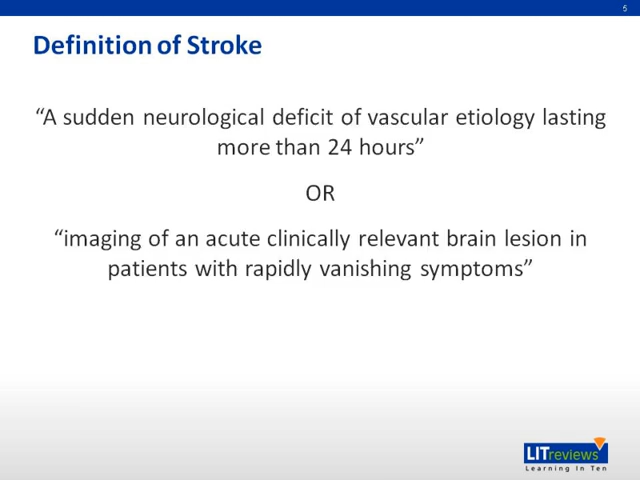 5
Definition of Stroke
“A sudden neurological deficit of vascular etiology lasting
more than 24 hours”
OR
“imaging of an acute clinically relevant brain lesion in
patients with rapidly vanishing symptoms”
LITreviews
Learning In Ten